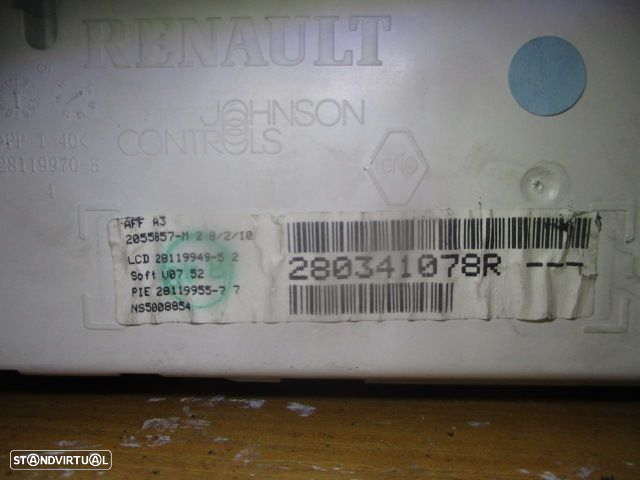 RENAULT
JOHNSON
CONTROLS
>PP T 40<
28119970-6
4
AFF A3
2055857-M 2 8/2/10
LCD 28119949-5 2
Soft V07.52
PIE 28119955-7 7
NS5008854
280341078R ---
STANDVIRTUAL